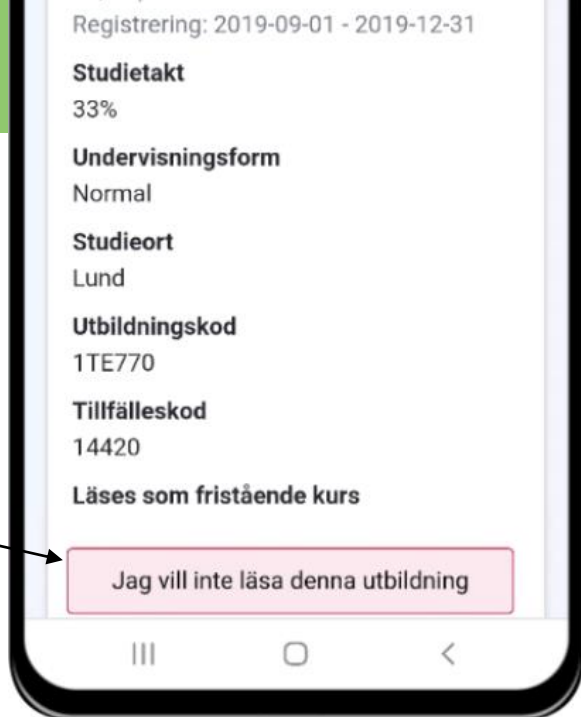 Registrering: 2019-09-01 - 2019-12-31
Studietakt
33%
Undervisningsform
Normal
Studieort
Lund
Utbildningskod
1TE770
Tillfälleskod
14420
Läses som fristående kurs
Jag vill inte läsa denna utbildning